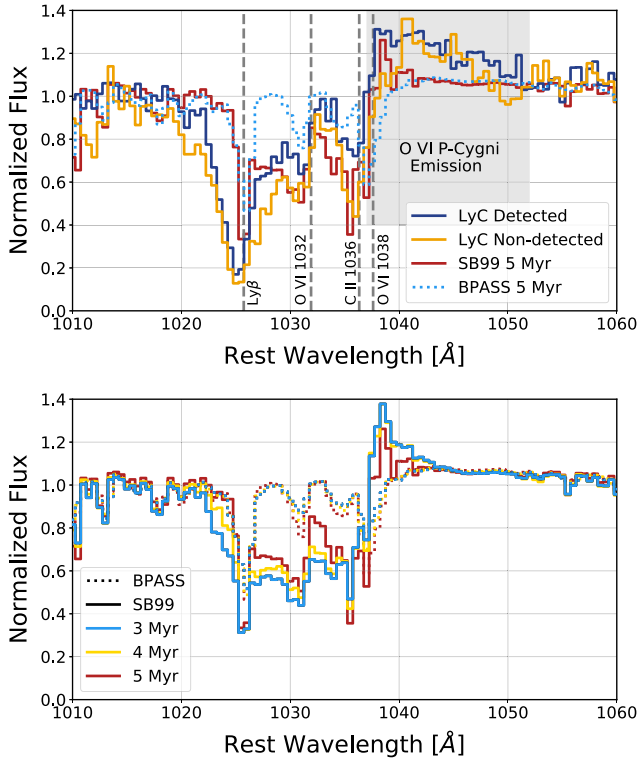 1.4
1.2
1.0
0.8
0.6
0.4
0.2
0.0
Normalized Flux
O VI P-Cygni
Emission
LyC Detected
LyC Non-detected
SB99 5 Myr
BPASS 5 Myr
Lyβ
O VI 1032
C II 1036
O VI 1038
1010
1020
1030
1040
1050
1060
Rest Wavelength [Å]
1.4
1.2
1.0
0.8
0.6
0.4
0.2
0.0
Normalized Flux
BPASS
SB99
3 Myr
4 Myr
5 Myr
1010
1020
1030
1040
1050
1060
Rest Wavelength [Å]